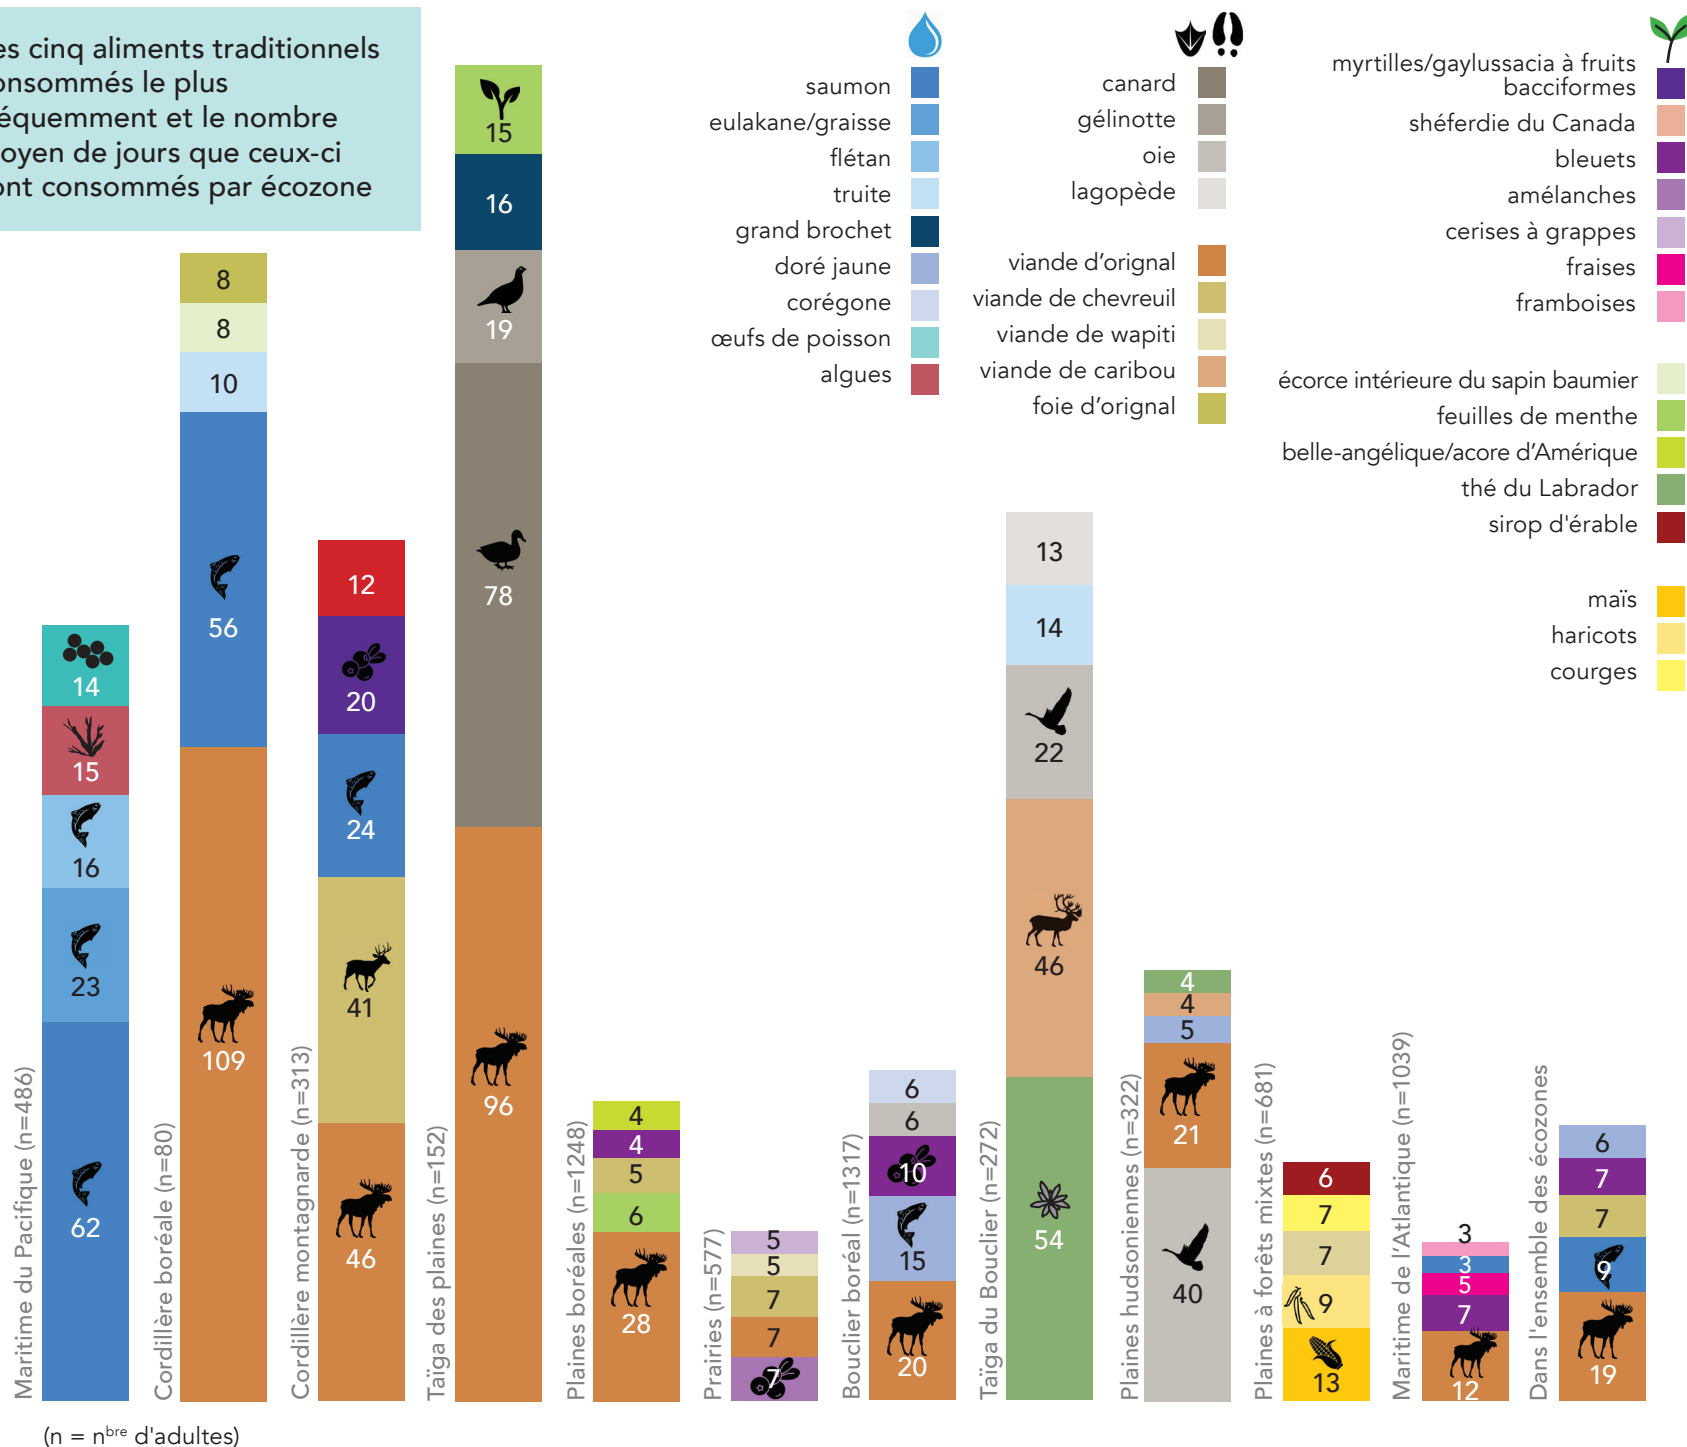 es cinq aliments traditionnels
onsommés le plus
équemment et le nombre
oyen de jours que ceux-ci
ont consommés par écozone
saumon
eulakane/graisse
flétan
truite
grand brochet
doré jaune
corégone
œufs de poisson
algues
canard
gélinotte
oie
lagopède
viande d'orignal
viande de chevreuil
viande de wapiti
viande de caribou
foie d'orignal
myrtilles/gaylussacia à fruits
bacciformes
shéferdie du Canada
bleuets
amélanches
cerises à grappes
fraises
framboises
écorce intérieure du sapin baumier
feuilles de menthe
belle-angélique/acore d'Amérique
thé du Labrador
sirop d'érable
maïs
haricots
courges
Maritime du Pacifique (n=486)
14
15
16
23
62
Cordillère boréale (n=80)
8
8
10
56
109
Cordillère montagnarde (n=313)
12
20
24
41
46
Taïga des plaines (n=152)
15
16
19
78
96
Plaines boréales (n=1248)
4
4
5
6
28
Prairies (n=577)
5
5
7
7
7
Bouclier boréal (n=1317)
6
6
10
15
20
Taïga du Bouclier (n=272)
13
14
22
46
54
Plaines hudsoniennes (n=322)
4
4
5
21
40
Plaines à forêts mixtes (n=681)
6
7
7
9
13
Maritime de l'Atlantique (n=1039)
3
3
5
7
12
Dans l'ensemble des écozones
6
7
7
9
19
(n = nbre d'adultes)